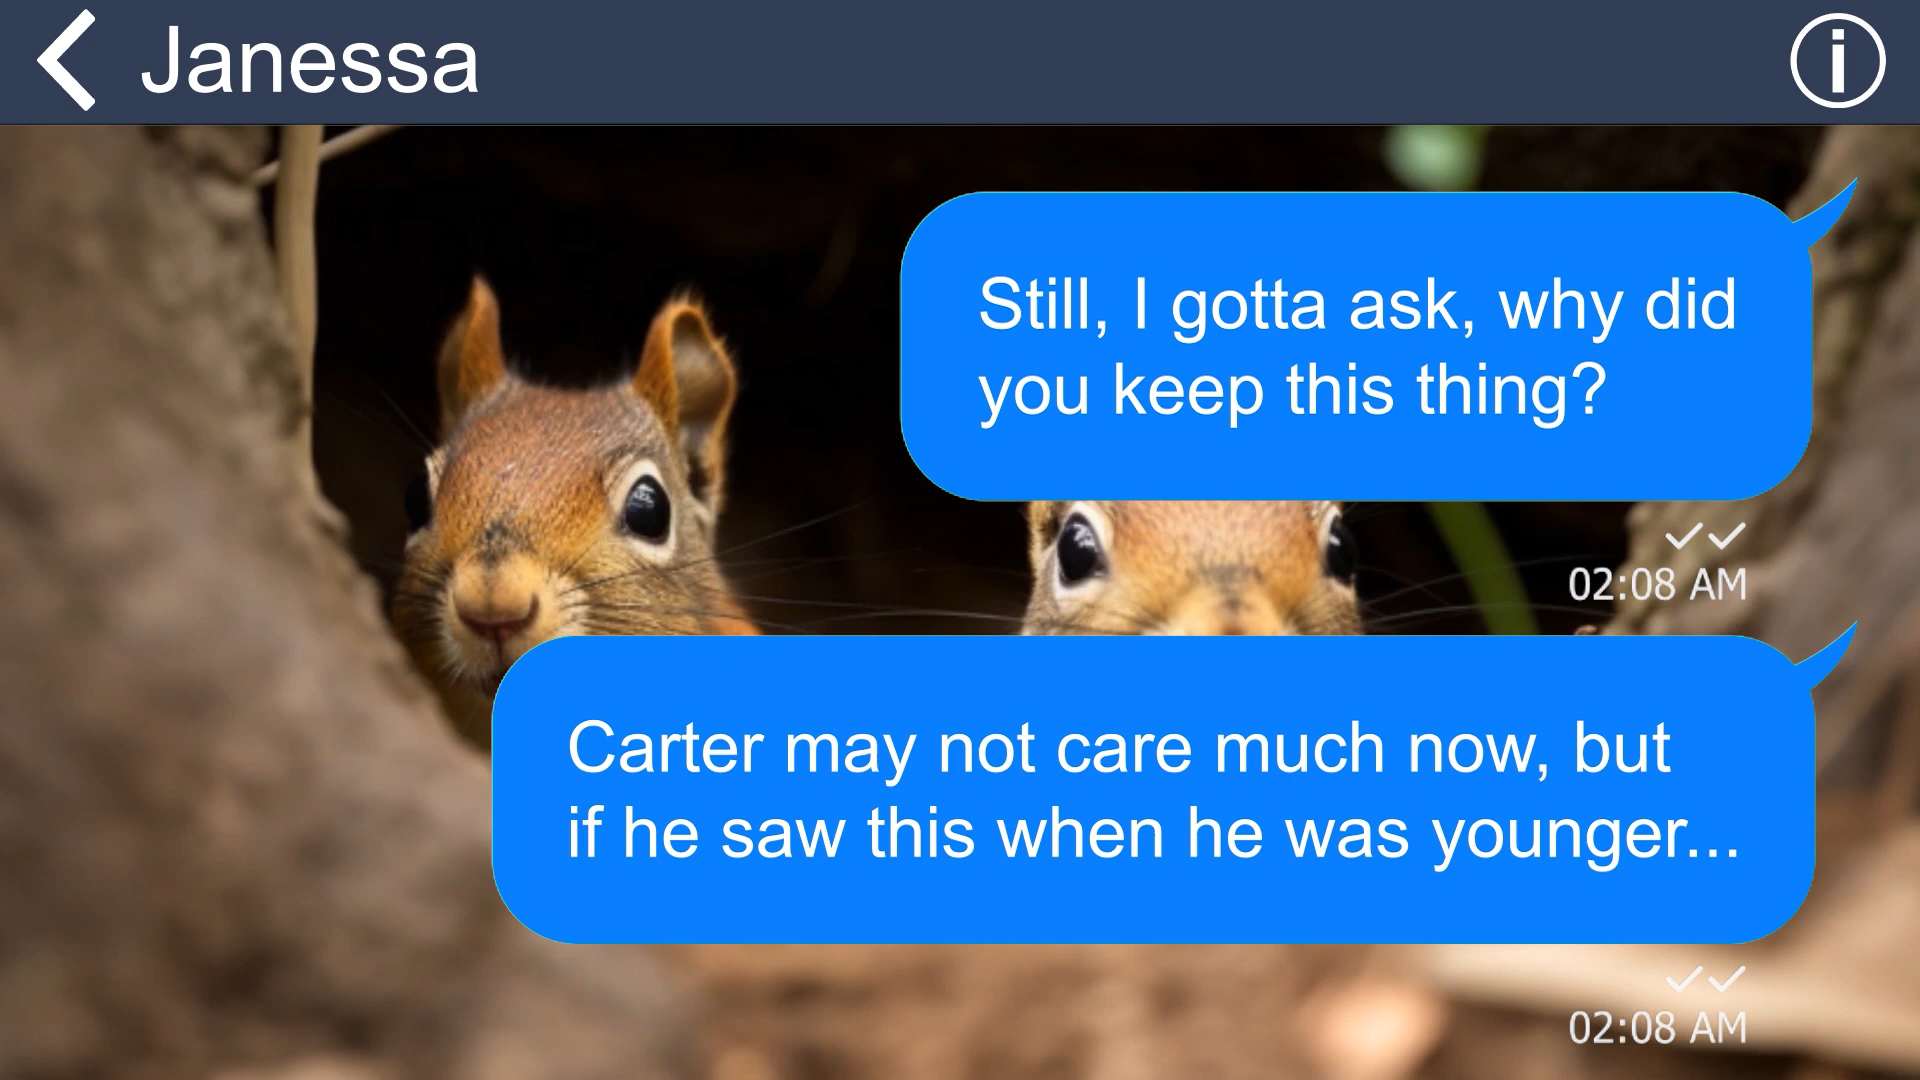 Janessa
Still, I gotta ask, why did
you keep this thing?
02:08 AM
Carter may not care much now, but
if he saw this when he was younger...
02:08 AM